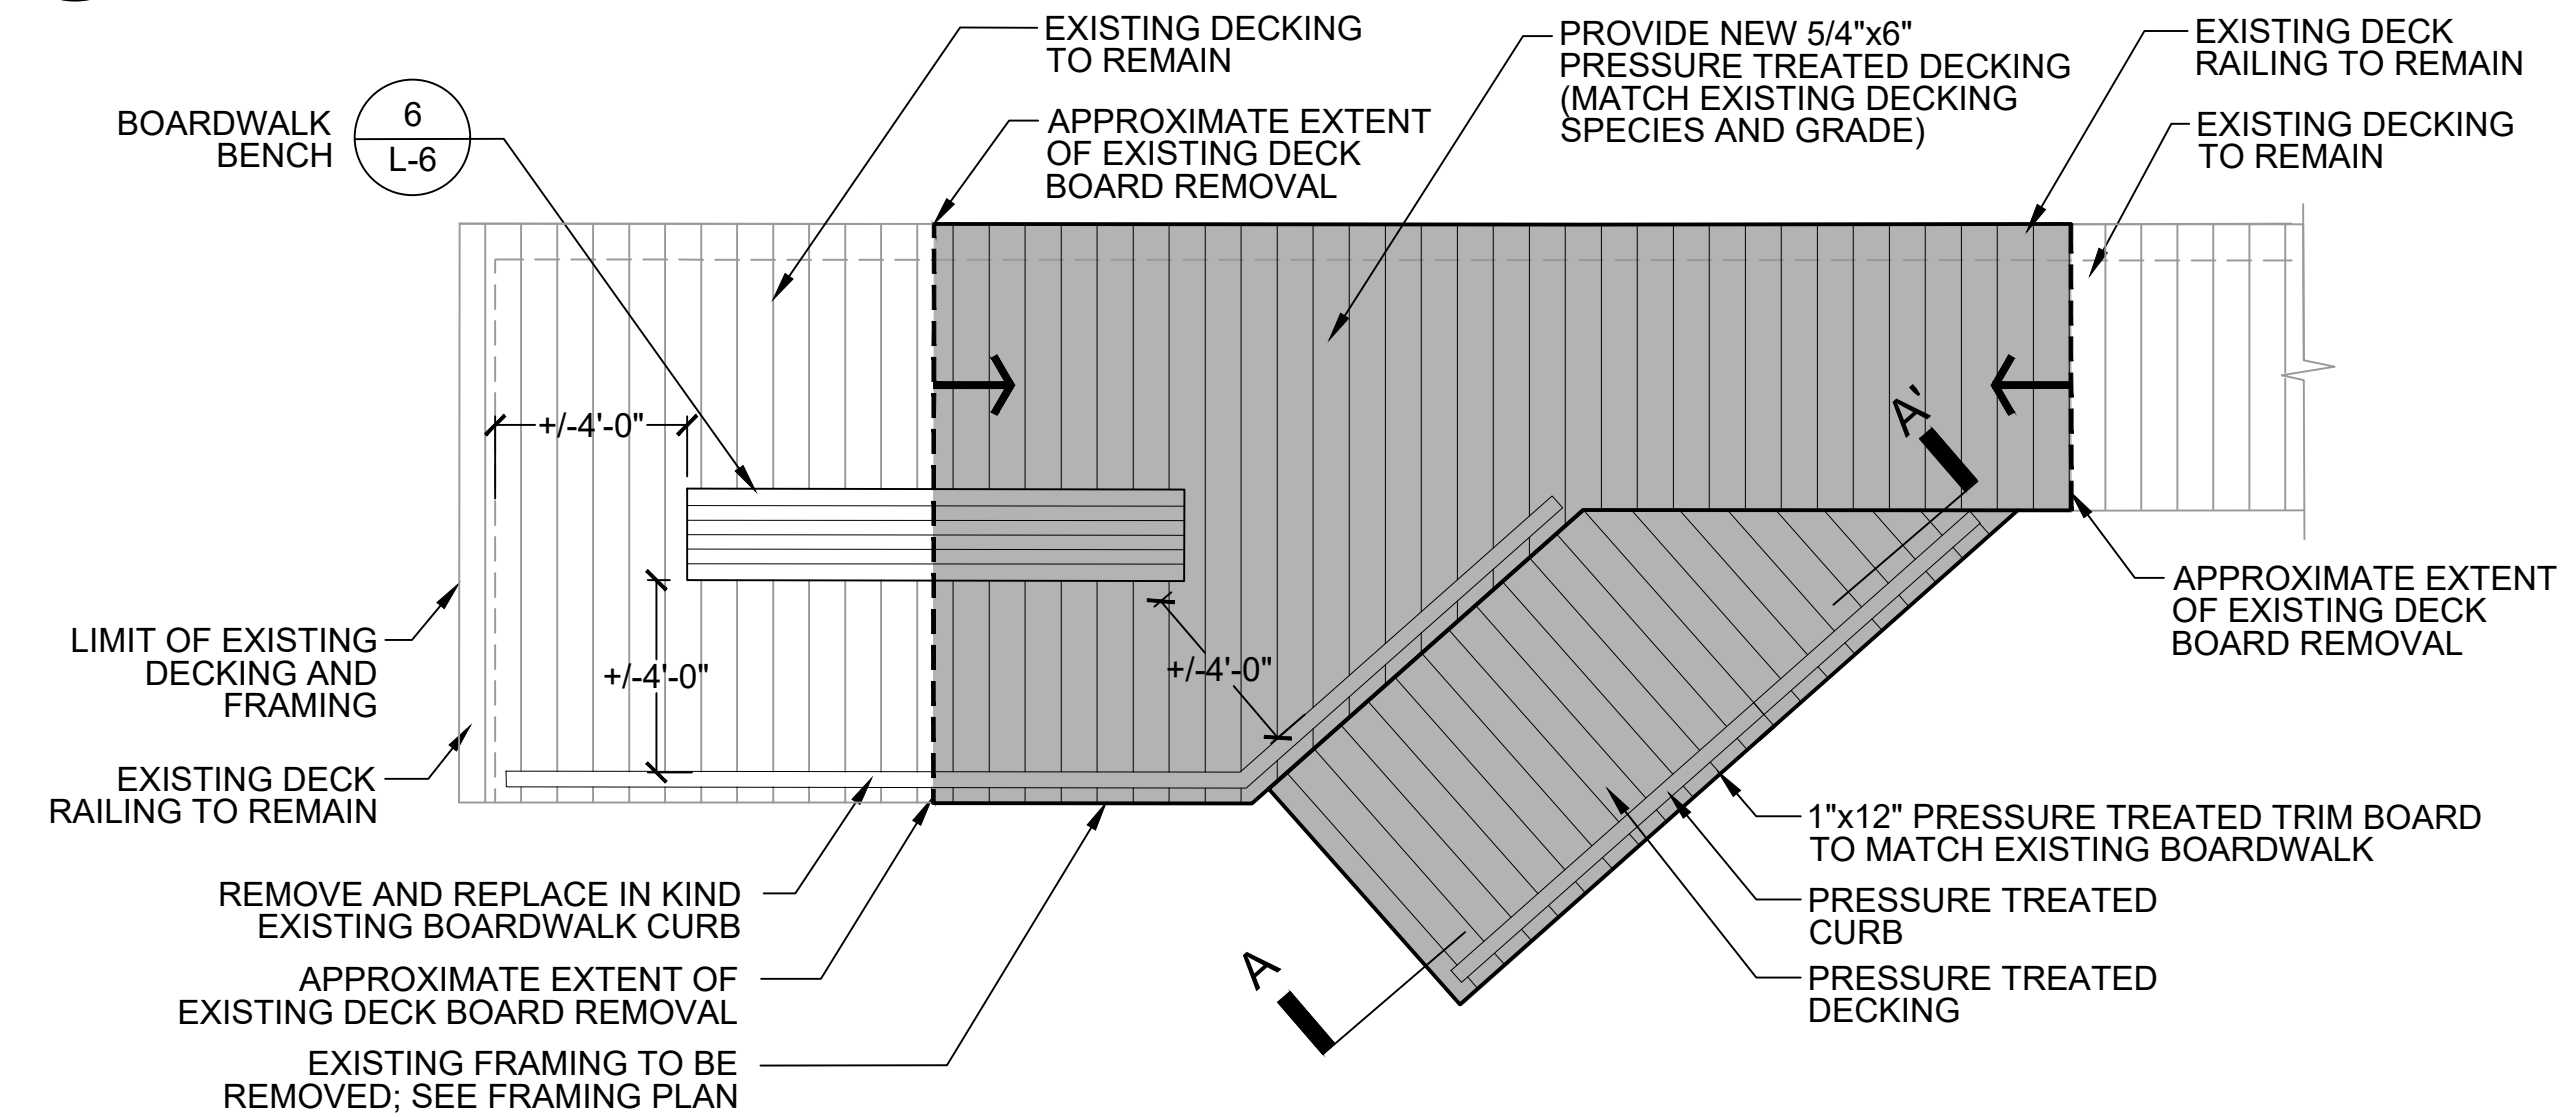 EXISTING DECKING
TO REMAIN
PROVIDE NEW 5/4"x6"
PRESSURE TREATED DECKING
(MATCH EXISTING DECKING
SPECIES AND GRADE)
EXISTING DECK
RAILING TO REMAIN
BOARDWALK
BENCH
6
L-6
APPROXIMATE EXTENT
OF EXISTING DECK
BOARD REMOVAL
EXISTING DECKING
TO REMAIN
A'
+/-4'-0"
LIMIT OF EXISTING
DECKING AND
FRAMING
+/-4'-0"
+/-4'-0"
APPROXIMATE EXTENT
OF EXISTING DECK
BOARD REMOVAL
EXISTING DECK
RAILING TO REMAIN
1"x12" PRESSURE TREATED TRIM BOARD
TO MATCH EXISTING BOARDWALK
REMOVE AND REPLACE IN KIND
EXISTING BOARDWALK CURB
PRESSURE TREATED
CURB
APPROXIMATE EXTENT OF
EXISTING DECK BOARD REMOVAL
A
PRESSURE TREATED
DECKING
EXISTING FRAMING TO BE
REMOVED; SEE FRAMING PLAN